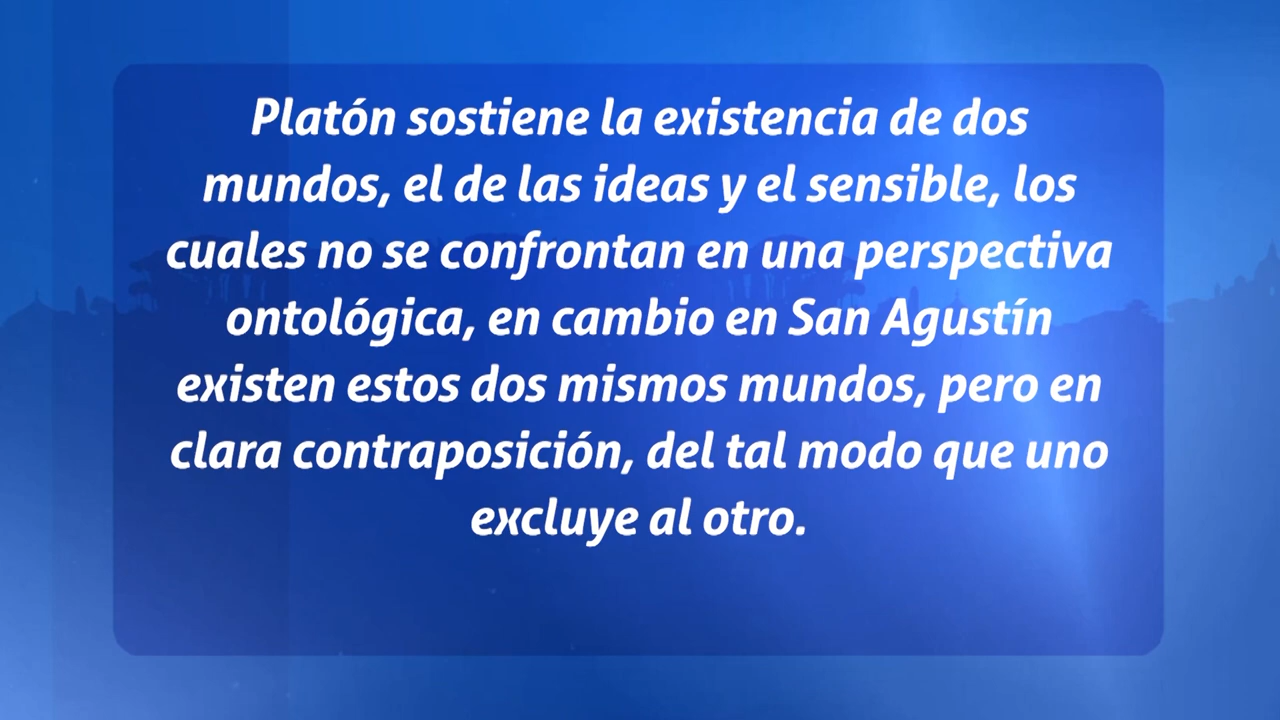 Platón sostiene la existencia de dos
mundos, el de las ideas y el sensible, los
cuales no se confrontan en una perspectiva
ontológica, en cambio en San Agustín
existen estos dos mismos mundos, pero en
clara contraposición, del tal modo que uno
excluye al otro.